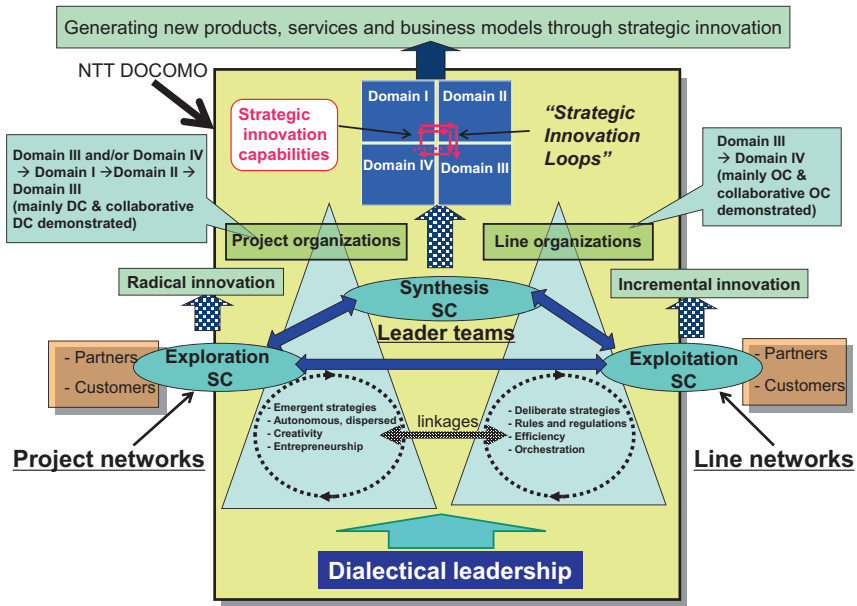 Generating new products, services and business models through strategic innovation
NTT DOCOMO
Domain I
Domain II
Domain IV
Domain III
Strategic
innovation
capabilities
“Strategic
Innovation
Loops”
Domain III and/or Domain IV
→ Domain I →Domain II →
Domain III
(mainly DC & collaborative
DC demonstrated)
Domain III
→ Domain IV
(mainly OC &
collaborative OC
demonstrated)
Project organizations
Line organizations
Radical innovation
Incremental innovation
Synthesis
SC
Leader teams
- Partners
- Customers
Exploration
SC
Exploitation
SC
- Partners
- Customers
- Emergent strategies
- Autonomous, dispersed
- Creativity
- Entrepreneurship
linkages
- Deliberate strategies
- Rules and regulations
- Efficiency
- Orchestration
Project networks
Line networks
Dialectical leadership